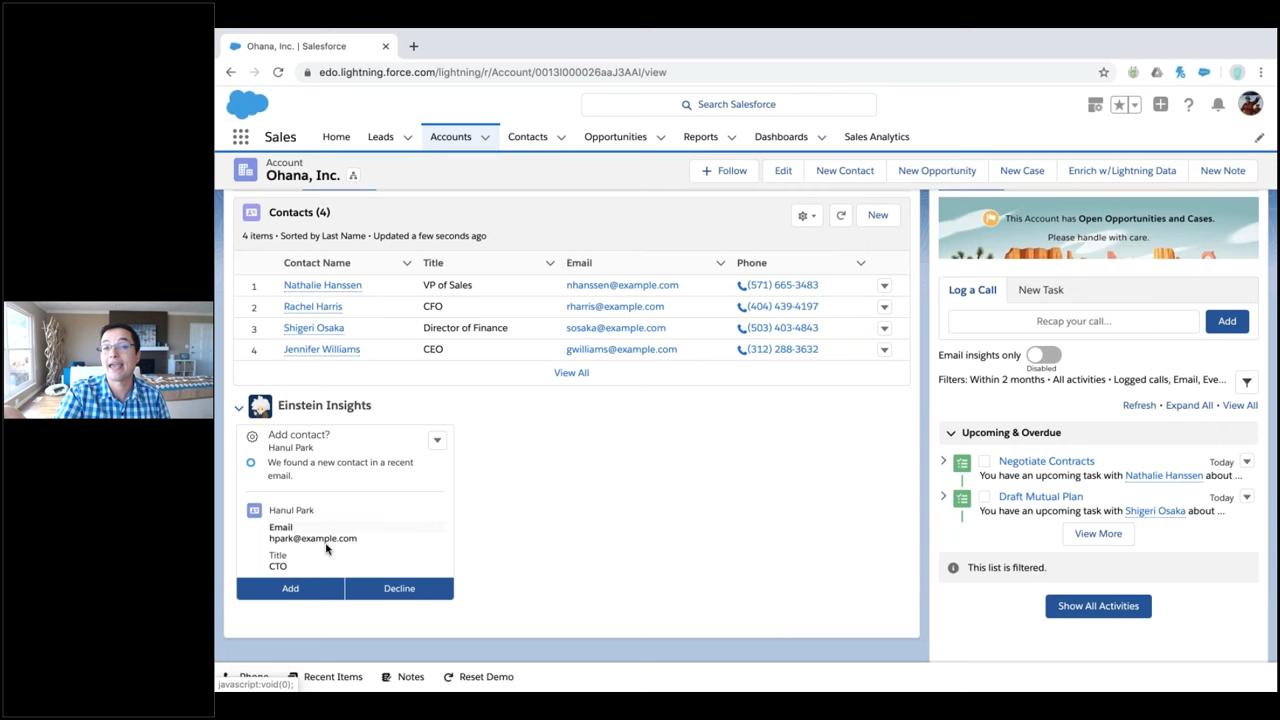 Ohana, Inc. | Salesforce
edo.lightning.force.com/lightning/r/Account/0013I000026aaJ3AAI/view
Search Salesforce
Sales Home Leads Accounts Contacts Opportunities Reports Dashboards Sales Analytics
Account
Ohana, Inc.
+ Follow Edit New Contact New Opportunity New Case Enrich w/Lightning Data New Note
Contacts (4)
New
4 items • Sorted by Last Name • Updated a few seconds ago
Contact Name Title Email Phone
1 Nathalie Hanssen VP of Sales nhanssen@example.com (571) 665-3483
2 Rachel Harris CFO rharris@example.com (404) 439-4197
3 Shigeri Osaka Director of Finance sosaka@example.com (503) 403-4843
4 Jennifer Williams CEO gwilliams@example.com (312) 288-3632
View All
Einstein Insights
Add contact?
Hanul Park
We found a new contact in a recent
email.
Hanul Park
Email
hpark@example.com
Title
CTO
Add Decline
This Account has Open Opportunities and Cases.
Please handle with care.
Log a Call New Task
Recap your call... Add
Email insights only
Disabled
Filters: Within 2 months • All activities • Logged calls, Email, Eve...
Refresh • Expand All • View All
Upcoming & Overdue
Negotiate Contracts Today
You have an upcoming task with Nathalie Hanssen about ...
Draft Mutual Plan Today
You have an upcoming task with Shigeri Osaka about ...
View More
This list is filtered.
Show All Activities
Phone Recent Items Notes Reset Demo
javascript:void(0);